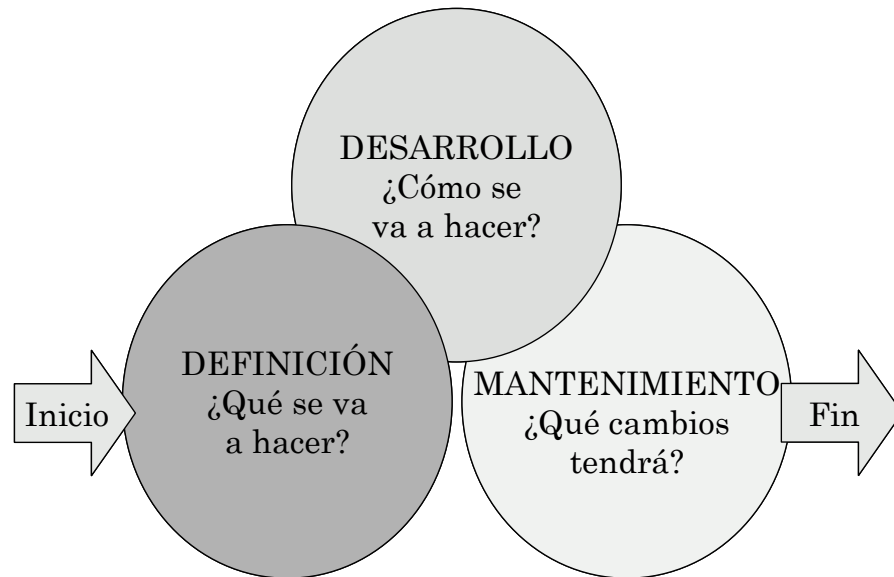 Inicio
DEFINICIÓN
¿Qué se va
a hacer?
DESARROLLO
¿Cómo se
va a hacer?
MANTENIMIENTO
¿Qué cambios
tendrá?
Fin